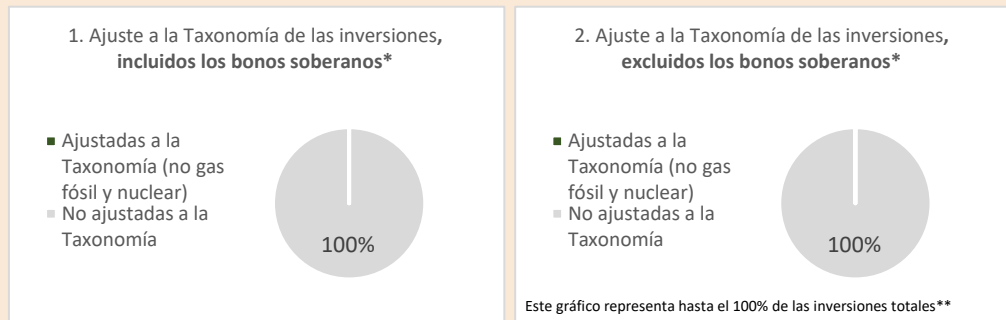 1. Ajuste a la Taxonomía de las inversiones,
incluidos los bonos soberanos*
Ajustadas a la
Taxonomía (no gas
fósil y nuclear)
No ajustadas a la
Taxonomía
100%
2. Ajuste a la Taxonomía de las inversiones,
excluidos los bonos soberanos*
Ajustadas a la
Taxonomía (no gas
fósil y nuclear)
No ajustadas a la
Taxonomía
100%
Este gráfico representa hasta el 100% de las inversiones totales**